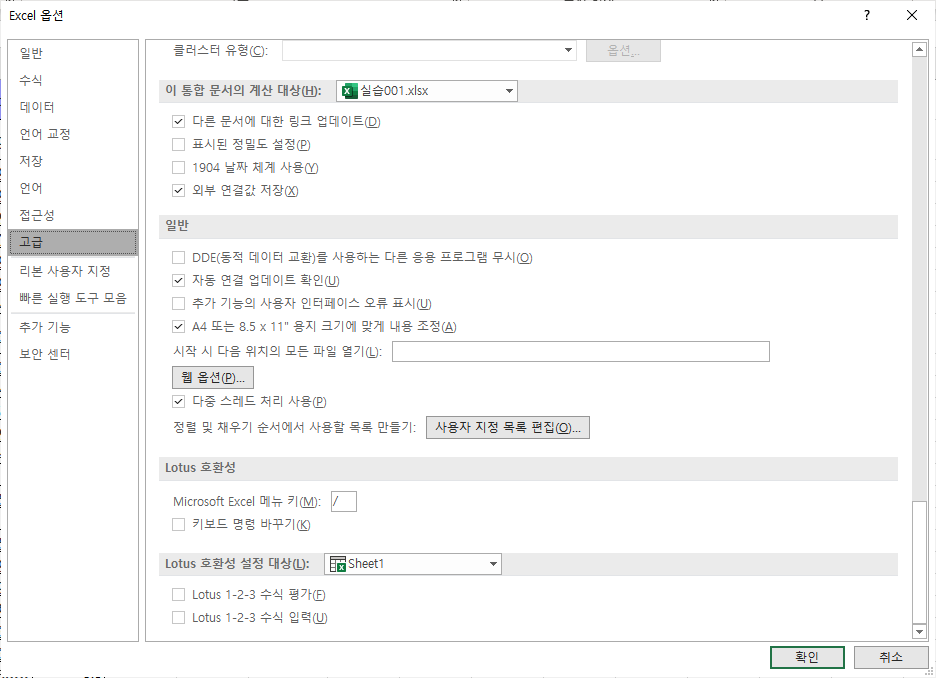 Excel 옵션
?
일반
수식
데이터
언어 교정
저장
언어
접근성
고급
리본 사용자 지정
빠른 실행 도구 모음
추가 기능
보안 센터
클러스터 유형(C):
옵션...
이 통합 문서의 계산 대상(H): 실습001.xlsx
다른 문서에 대한 링크 업데이트(D)
표시된 정밀도 설정(P)
1904 날짜 체계 사용(Y)
외부 연결값 저장(X)
일반
DDE(동적 데이터 교환)를 사용하는 다른 응용 프로그램 무시(O)
자동 연결 업데이트 확인(U)
추가 기능의 사용자 인터페이스 오류 표시(U)
A4 또는 8.5 x 11" 용지 크기에 맞게 내용 조정(A)
시작 시 다음 위치의 모든 파일 열기(L):
웹 옵션(P)...
다중 스레드 처리 사용(P)
정렬 및 채우기 순서에서 사용할 목록 만들기: 사용자 지정 목록 편집(O)...
Lotus 호환성
Microsoft Excel 메뉴 키(M): /
키보드 명령 바꾸기(K)
Lotus 호환성 설정 대상(L): Sheet1
Lotus 1-2-3 수식 평가(F)
Lotus 1-2-3 수식 입력(U)
확인
취소